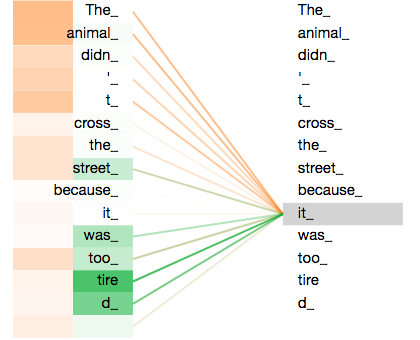 The_ The_
animal_ animal_
didn_ didn_
'_ '_
t_ t_
cross_ cross_
the_ the_
street_ street_
because_ because_
it_ it_
was_ was_
too_ too_
tire tire
d_ d_